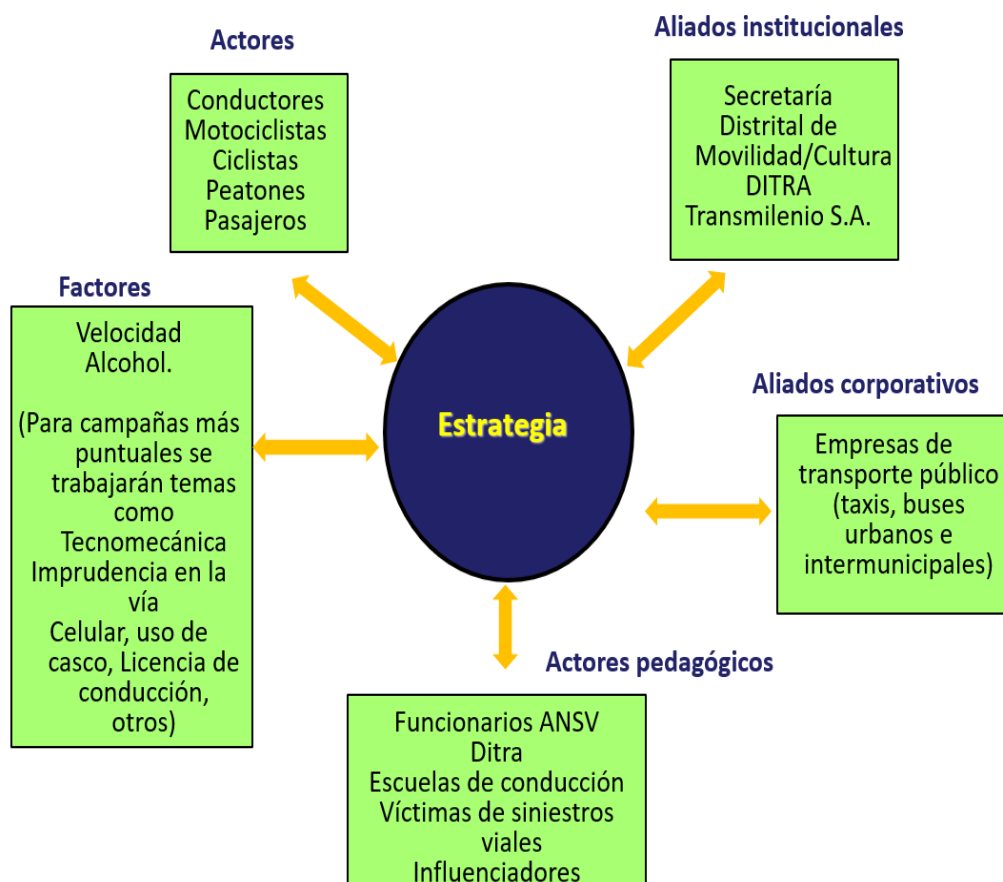 Actores
Conductores
Motociclistas
Ciclistas
Peatones
Pasajeros
Aliados institucionales
Secretaría
Distrital de
Movilidad/Cultura
DITRA
Transmilenio S.A.
Factores
Velocidad
Alcohol.
(Para campañas más
puntuales se
trabajarán temas
como
Tecnomecánica
Imprudencia en la
vía
Celular, uso de
casco, Licencia de
conducción,
otros)
Estrategia
Aliados corporativos
Empresas de
transporte público
(taxis, buses
urbanos e
intermunicipales)
Actores pedagógicos
Funcionarios ANSV
Ditra
Escuelas de conducción
Víctimas de siniestros
viales
Influenciadores